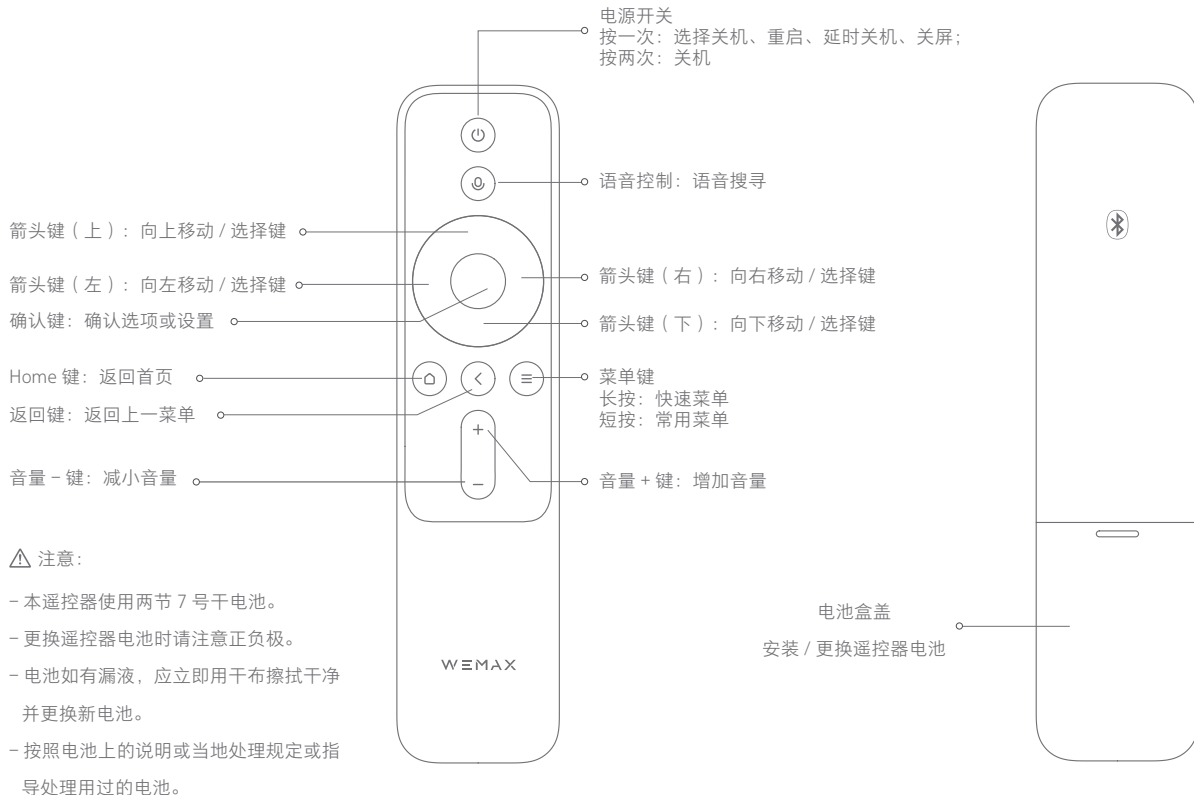 电源开关
按一次：选择关机、重启、延时关机、关屏；
按两次：关机
语音控制：语音搜寻
箭头键（上）：向上移动 / 选择键
箭头键（左）：向左移动 / 选择键
箭头键（右）：向右移动 / 选择键
确认键：确认选项或设置
箭头键（下）：向下移动 / 选择键
Home 键：返回首页
菜单键
长按：快速菜单
短按：常用菜单
返回键：返回上一菜单
音量 – 键：减小音量
音量 + 键：增加音量
注意：
– 本遥控器使用两节 7 号干电池。
– 更换遥控器电池时请注意正负极。
– 电池如有漏液，应立即用干布擦拭干净
并更换新电池。
– 按照电池上的说明或当地处理规定或指
导处理用过的电池。
WEMAX
电池盒盖
安装 / 更换遥控器电池